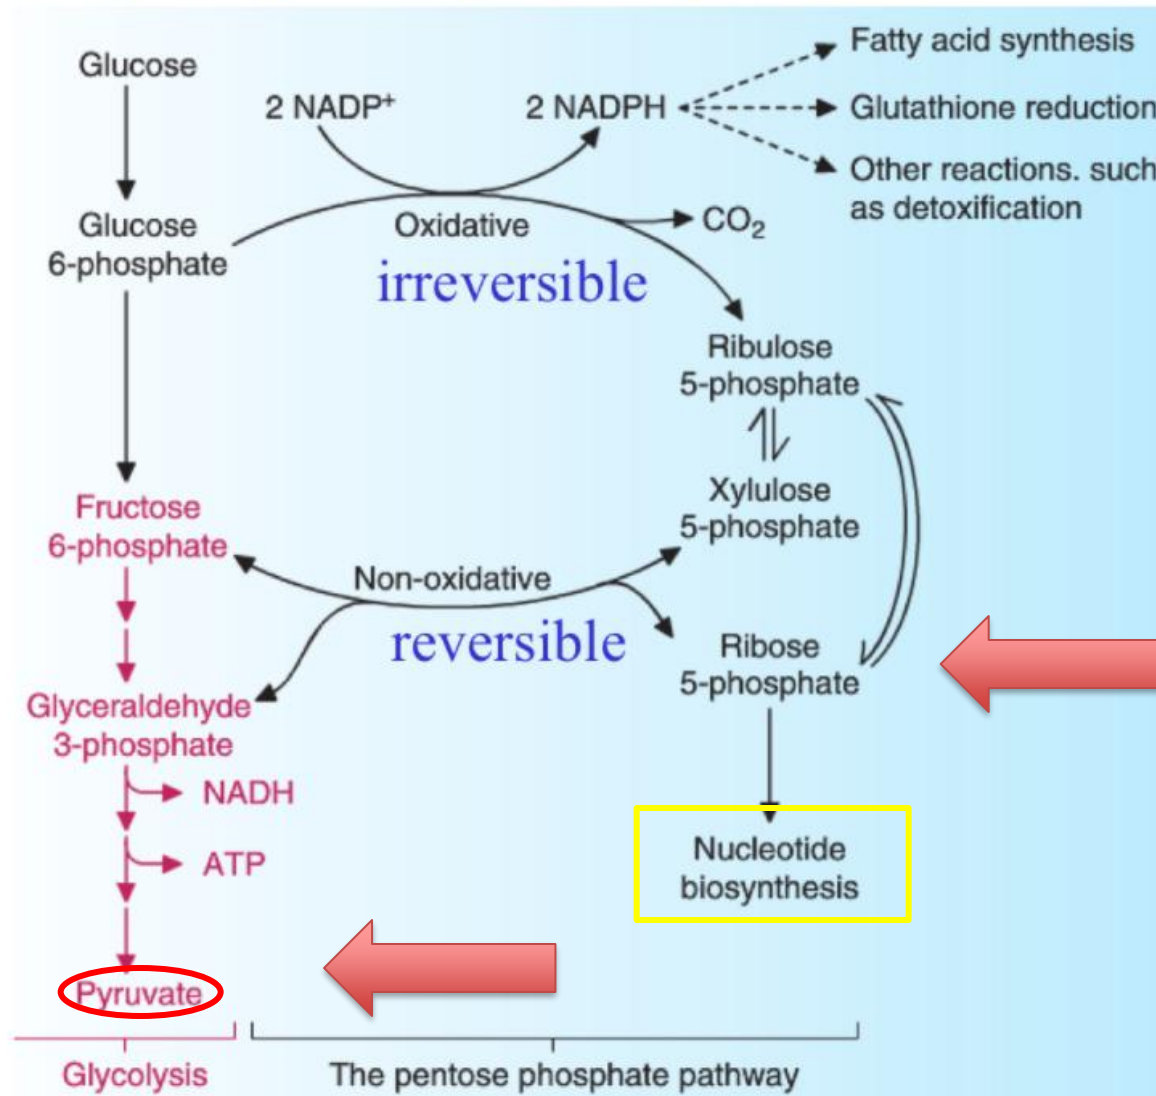 Glucose
2 NADP+
2 NADPH
Fatty acid synthesis
Glutathione reduction
Other reactions. such
as detoxification
Glucose
6-phosphate
Oxidative
CO2
irreversible
Ribulose
5-phosphate
Xylulose
5-phosphate
Fructose
6-phosphate
Non-oxidative
reversible
Ribose
5-phosphate
Glyceraldehyde
3-phosphate
NADH
ATP
Nucleotide
biosynthesis
Pyruvate
Glycolysis
The pentose phosphate pathway